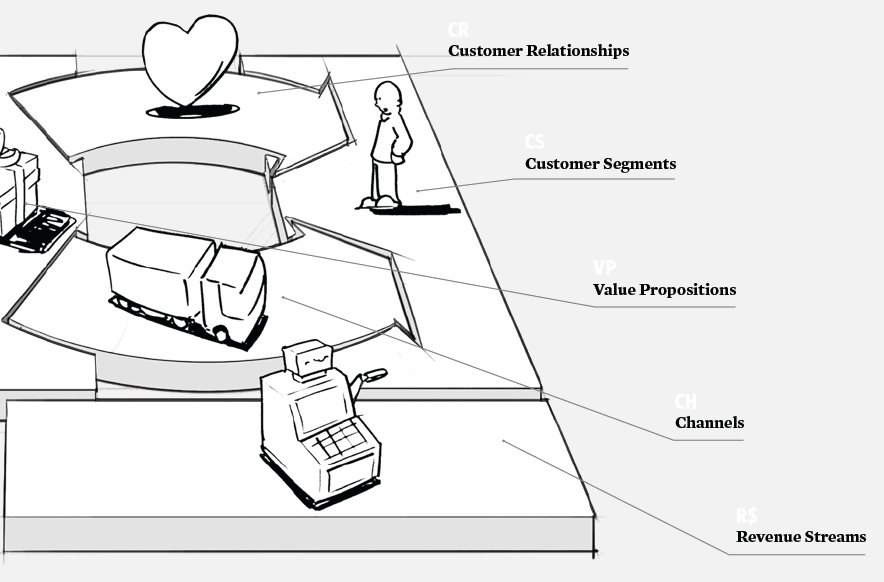 CR
Customer Relationships
CS
Customer Segments
VP
Value Propositions
CH
Channels
R$
Revenue Streams